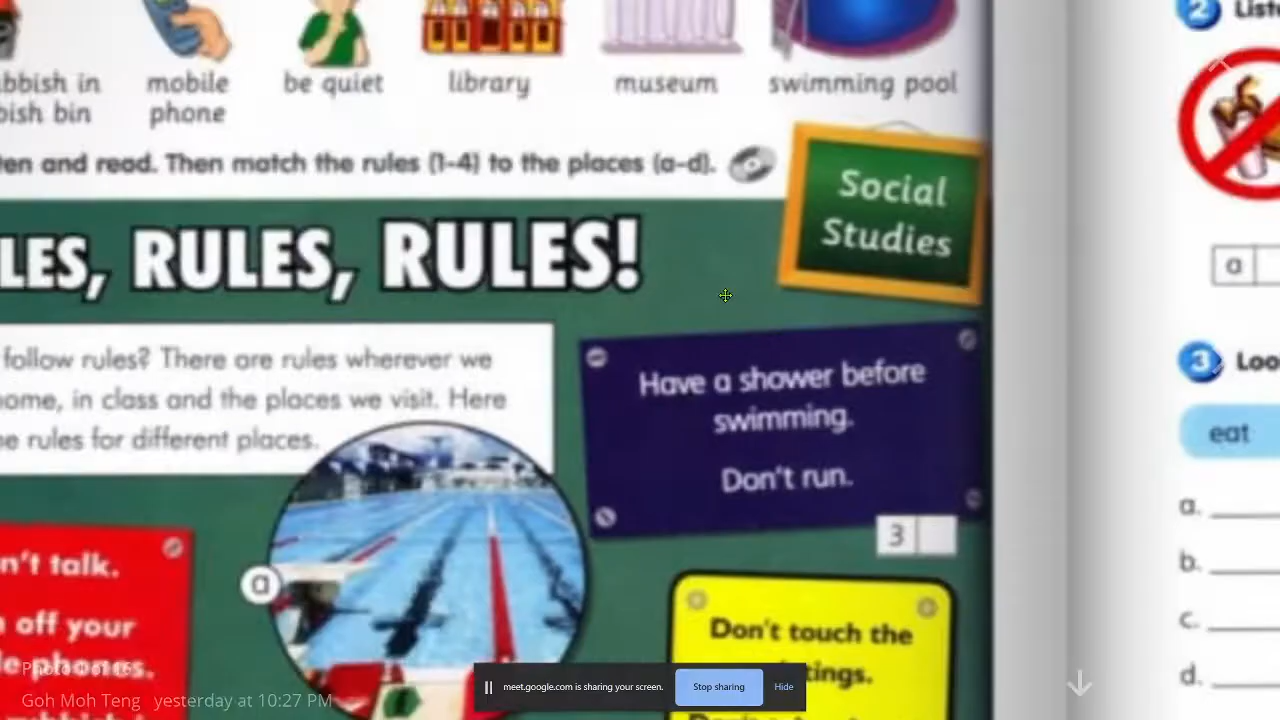 bbish in
bish bin
mobile
phone
be quiet
library
museum
swimming pool
ten and read. Then match the rules (1-4) to the places (a-d).
Social
Studies
LES, RULES, RULES!
follow rules? There are rules wherever we
ome, in class and the places we visit. Here
e rules for different places.
Have a shower before
swimming.
Don't run.
3
a
n't talk.
off your
phones.
Don't touch the
Goh Moh Teng yesterday at 10:27 PM
meet.google.com is sharing your screen.
Stop sharing
Hide
2 List
a
3 Loo
eat
a.
b.
c.
d.